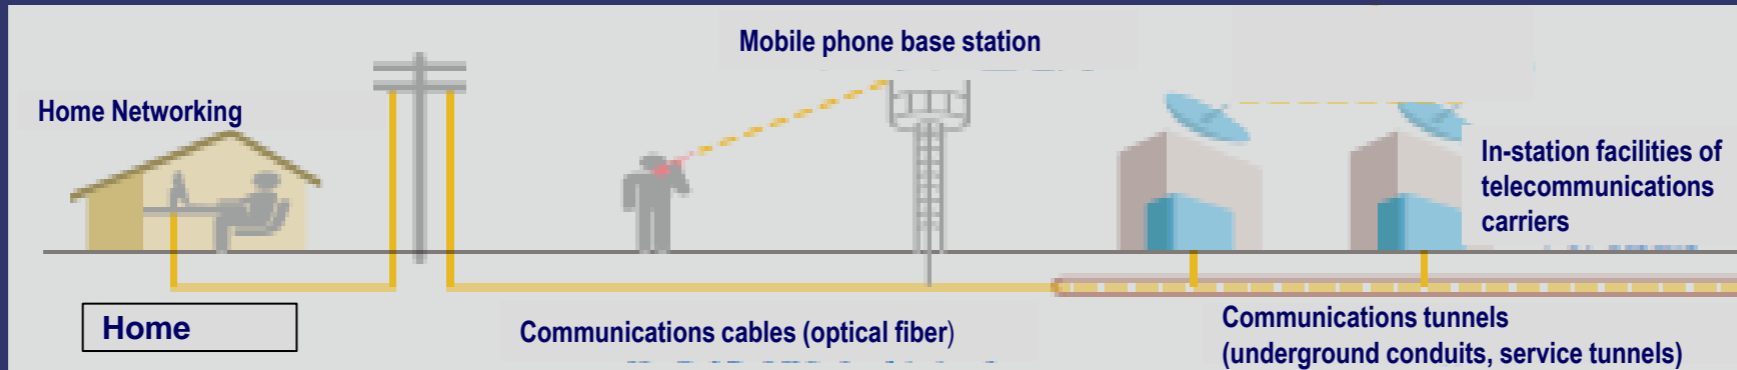 Mobile phone base station
Home Networking
In-station facilities of
telecommunications
carriers
Home
Communications cables (optical fiber)
Communications tunnels
(underground conduits, service tunnels)